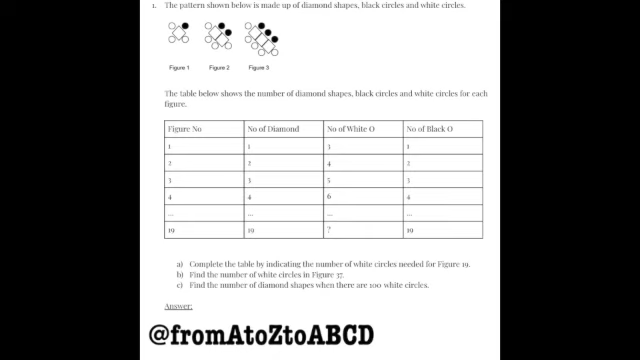 1. The pattern shown below is made up of diamond shapes, black circles and white circles.
Figure 1 Figure 2 Figure 3
The table below shows the number of diamond shapes, black circles and white circles for each
figure.
Figure No No of Diamond No of White O No of Black O
1 1 3 1
2 2 4 2
3 3 5 3
4 4 6 4
... ... ... ...
19 19 ? 19
a) Complete the table by indicating the number of white circles needed for Figure 19.
b) Find the number of white circles in Figure 37.
c) Find the number of diamond shapes when there are 100 white circles.
Answer:
@fromAtoZtoABCD